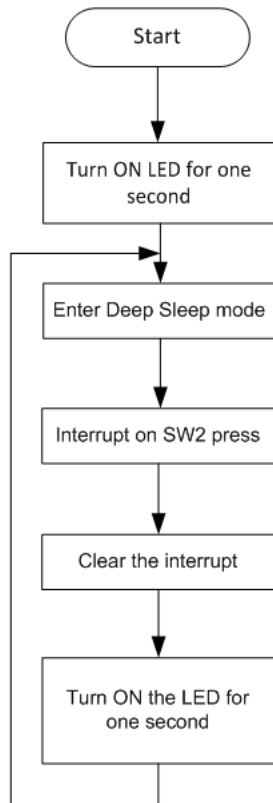 Start
Turn ON LED for one
second
Enter Deep Sleep mode
Interrupt on SW2 press
Clear the interrupt
Turn ON the LED for
one second